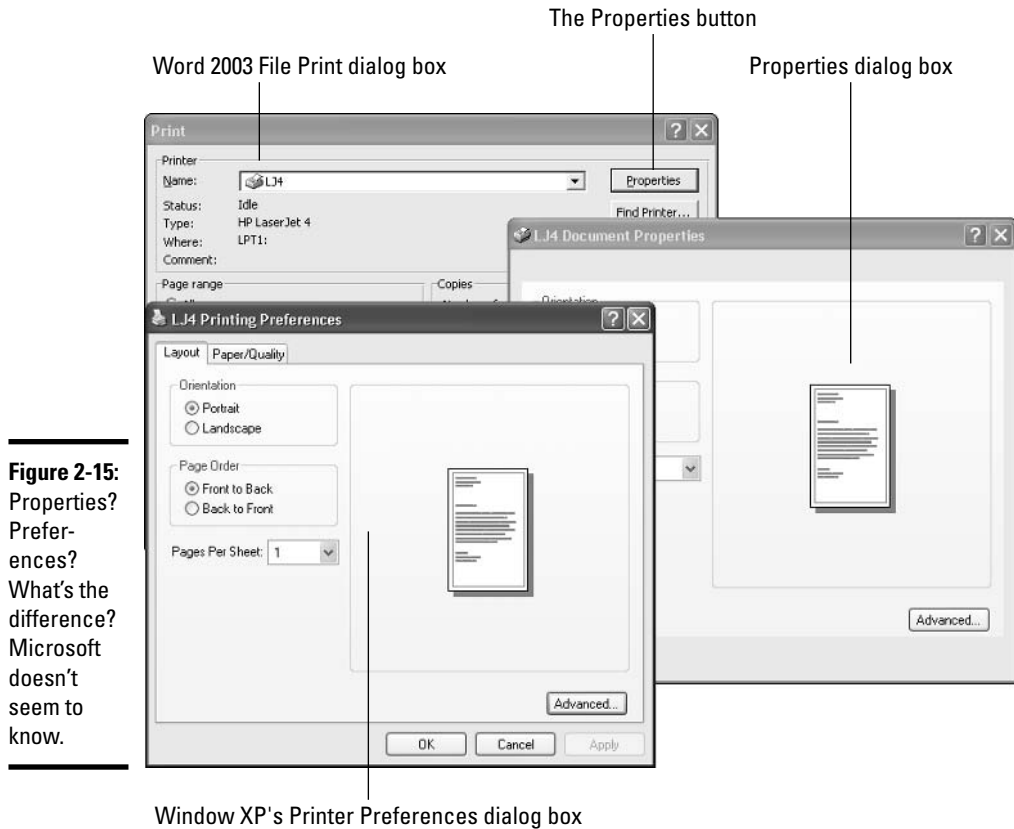 The Properties button
Word 2003 File Print dialog box
Properties dialog box
Print
Printer
Name:
LJ4
Properties
Status:
Idle
Find Printer...
Type:
HP LaserJet 4
Where:
LPT1:
Comment:
Page range
Copies
LJ4 Document Properties
Orientation
Advanced...
LJ4 Printing Preferences
Layout
Paper/Quality
Orientation
Portrait
Landscape
Page Order
Front to Back
Back to Front
Pages Per Sheet:
1
Advanced...
OK
Cancel
Apply
Figure 2-15:
Properties?
Prefer-
ences?
What's the
difference?
Microsoft
doesn't
seem to
know.
Window XP's Printer Preferences dialog box